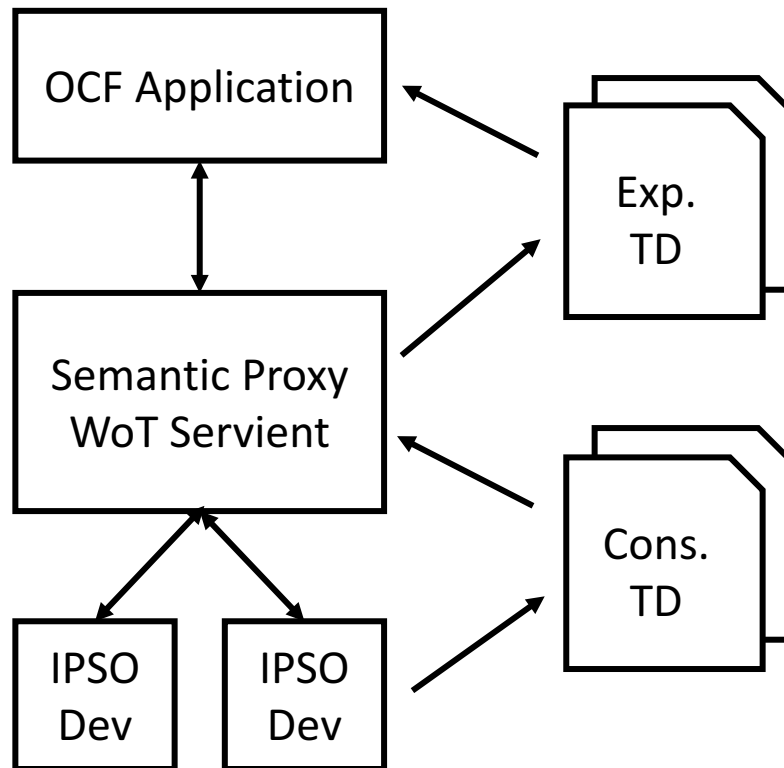 OCF Application
Exp.
TD
Semantic Proxy
WoT Servient
Cons.
TD
IPSO
Dev
IPSO
Dev